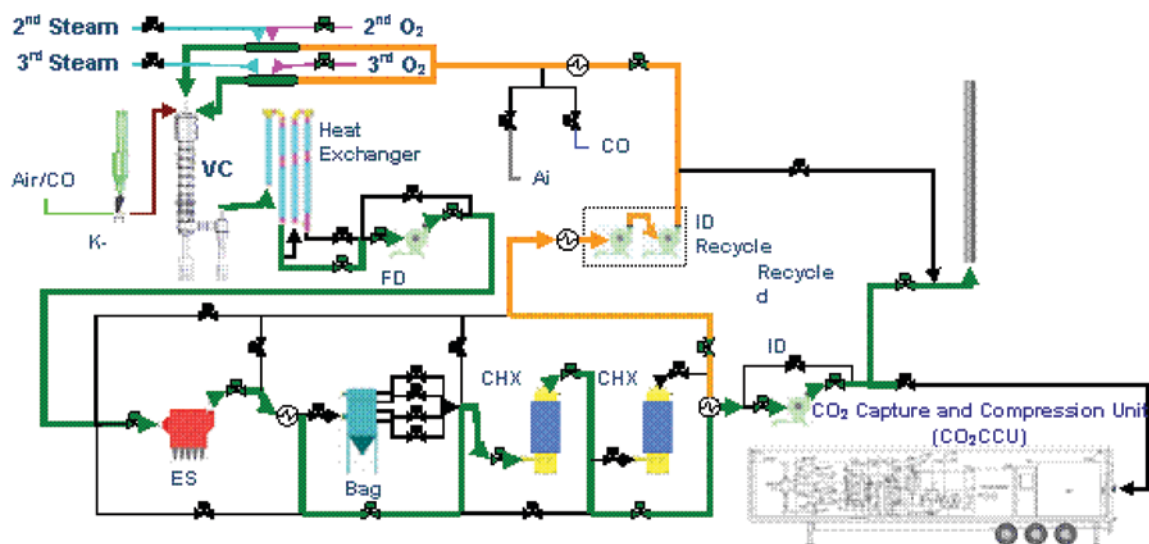 2nd Steam
2nd O2
3rd Steam
3rd O2
Heat
Exchanger
VC
Air/CO
K-
CO
Ai
FD
ID
Recycle
Recycle
d
ID
CHX
CHX
CO2 Capture and Compression Unit
(CO2CCU)
ES
Bag